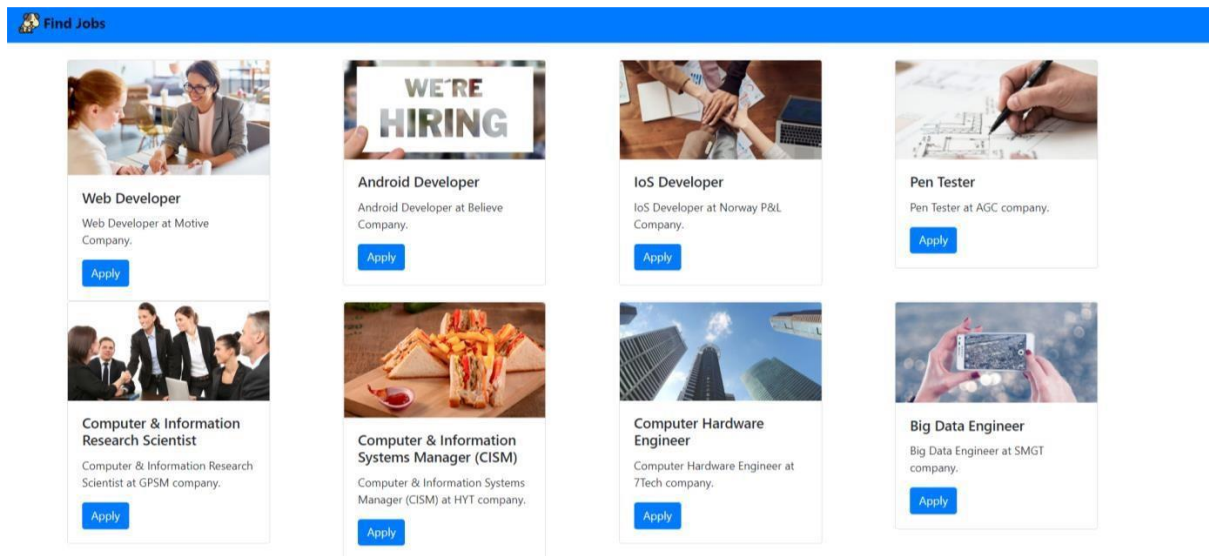 Find Jobs
WE'RE
HIRING
Web Developer
Web Developer at Motive
Company.
Apply
Android Developer
Android Developer at Believe
Company.
Apply
IoS Developer
IoS Developer at Norway P&L
Company.
Apply
Pen Tester
Pen Tester at AGC company.
Apply
Computer & Information
Research Scientist
Computer & Information Research
Scientist at GPSM company.
Apply
Computer & Information
Systems Manager (CISM)
Computer & Information Systems
Manager (CISM) at HYT company.
Apply
Computer Hardware
Engineer
Computer Hardware Engineer at
7Tech company.
Apply
Big Data Engineer
Big Data Engineer at SMGT
company.
Apply